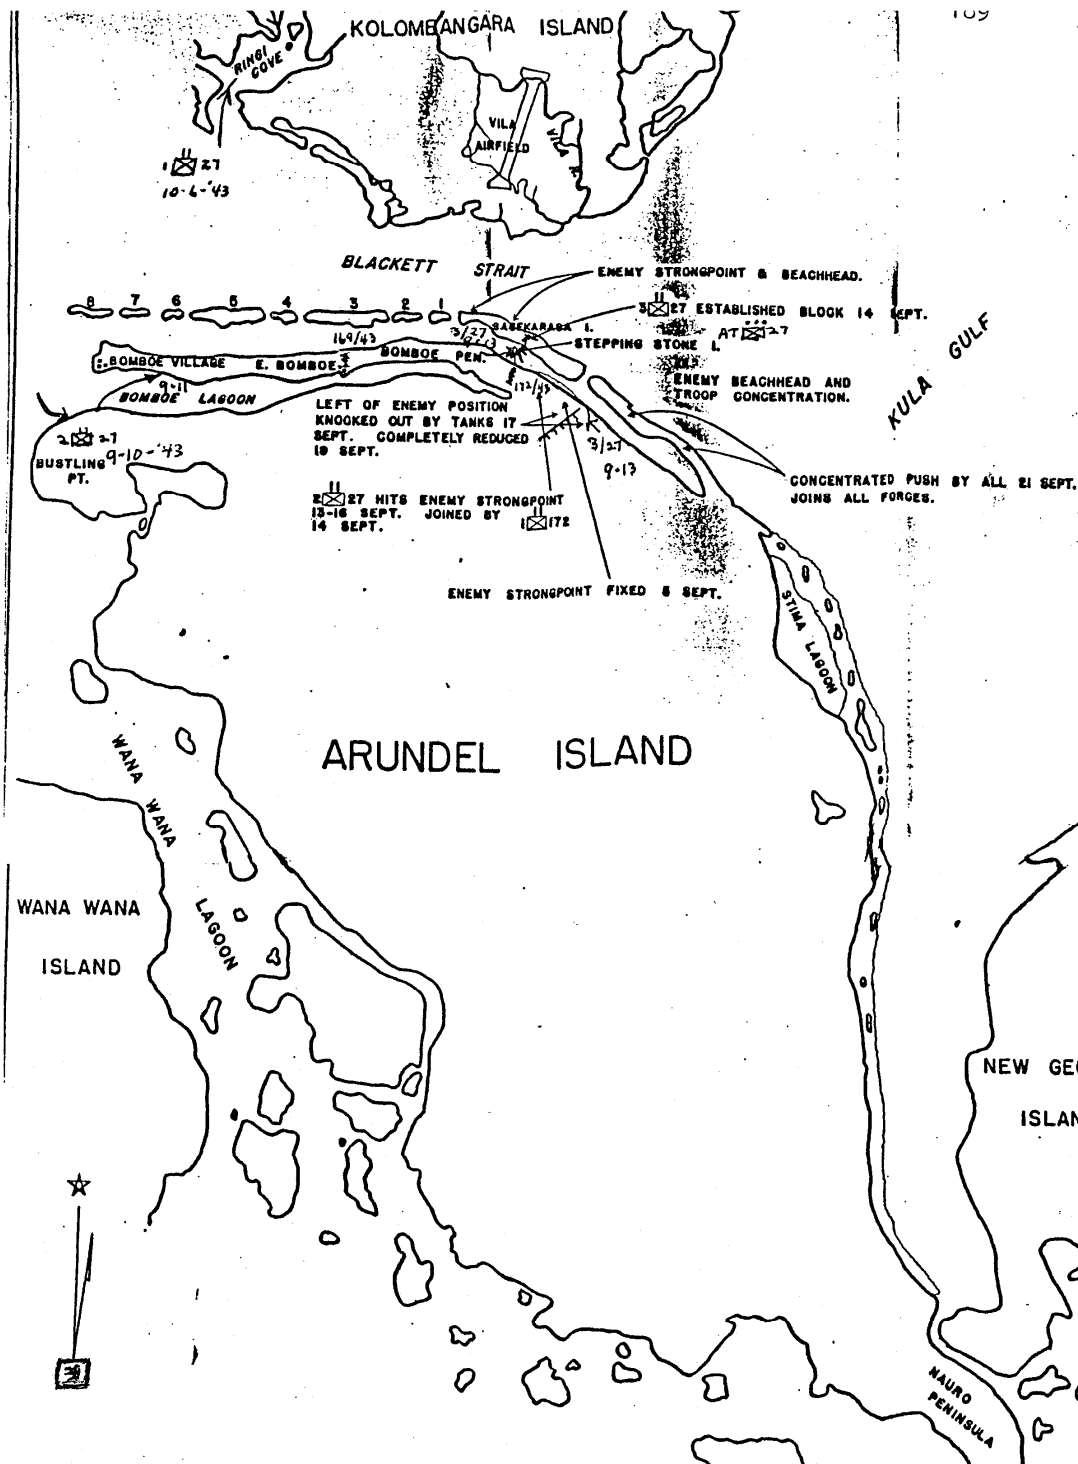 109
KOLOMBANGARA ISLAND
RINGI
COVE
VILA
AIRFIELD
VILA R.
1 27
10-6-'43
BLACKETT STRAIT
ENEMY STRONGPOINT & BEACHHEAD.
8 7 6 5 4 3 2 1
3 27 ESTABLISHED BLOCK 14 SEPT.
SAGEKARASA I.
AT 27
169/43
3/27
9-13
STEPPING STONE I.
BOMBOE VILLAGE
E. BOMBOE
BOMBOE PEN.
9-11
BOMBOE LAGOON
172/43
ENEMY BEACHHEAD AND
TROOP CONCENTRATION.
KULA GULF
LEFT OF ENEMY POSITION
KNOOKED OUT BY TANKS 17
SEPT. COMPLETELY REDUCED
19 SEPT.
K
3/27
9-13
2 27
9-10-'43
BUSTLING
PT.
CONCENTRATED PUSH BY ALL 21 SEPT.
JOINS ALL FORCES.
2 27 HITS ENEMY STRONGPOINT
13-16 SEPT. JOINED BY
14 SEPT.
1 172
ENEMY STRONGPOINT FIXED 5 SEPT.
STIMA LAGOON
ARUNDEL ISLAND
WANA WANA
LAGOON
WANA WANA
ISLAND
NEW GE
ISLAN
NAURO
PENINSULA